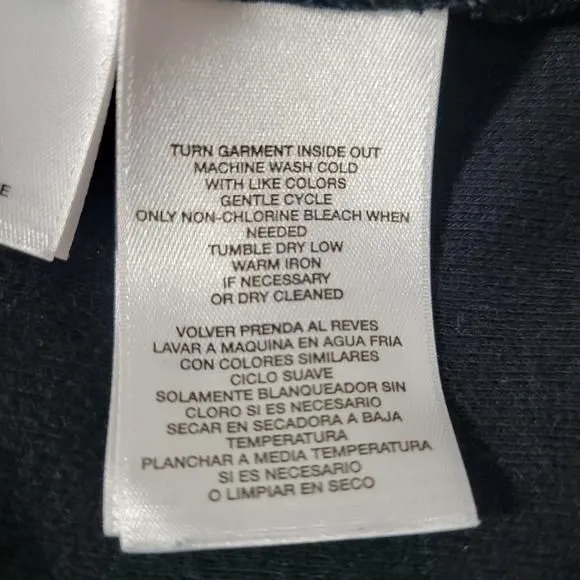 E
TURN GARMENT INSIDE OUT
MACHINE WASH COLD
WITH LIKE COLORS
GENTLE CYCLE
ONLY NON-CHLORINE BLEACH WHEN
NEEDED
TUMBLE DRY LOW
WARM IRON
IF NECESSARY
OR DRY CLEANED
VOLVER PRENDA AL REVES
LAVAR A MAQUINA EN AGUA FRIA
CON COLORES SIMILARES
CICLO SUAVE
SOLAMENTE BLANQUEADOR SIN
CLORO SI ES NECESARIO
SECAR EN SECADORA A BAJA
TEMPERATURA
PLANCHAR A MEDIA TEMPERATURA
SI ES NECESARIO
O LIMPIAR EN SECO